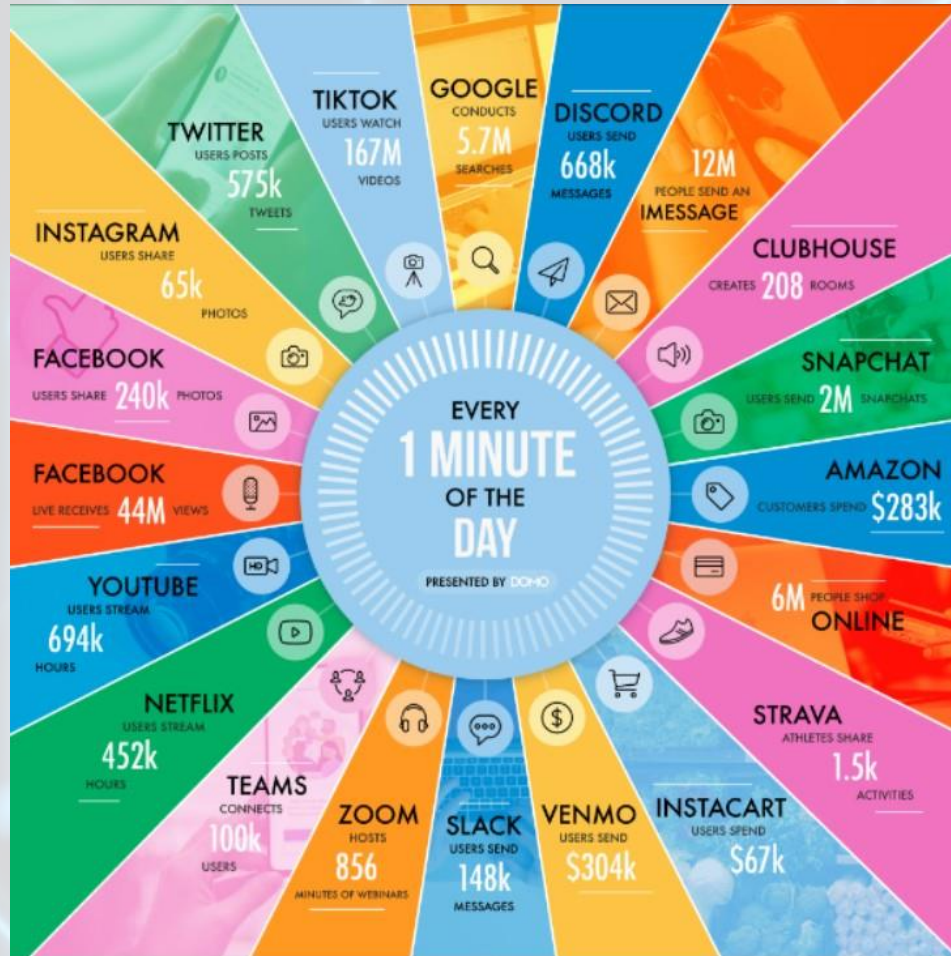 EVERY
1 MINUTE
OF THE
DAY
PRESENTED BY DOMO
GOOGLE
CONDUCTS
5.7M
SEARCHES
DISCORD
USERS SEND
668k
MESSAGES
12M
PEOPLE SEND AN
IMESSAGE
CLUBHOUSE
CREATES 208 ROOMS
SNAPCHAT
USERS SEND 2M SNAPCHATS
AMAZON
CUSTOMERS SPEND $283k
6M PEOPLE SHOP
ONLINE
STRAVA
ATHLETES SHARE
1.5k
ACTIVITIES
INSTACART
USERS SPEND
$67k
VENMO
USERS SEND
$304k
SLACK
USERS SEND
148k
MESSAGES
ZOOM
HOSTS
856
MINUTES OF WEBINARS
TEAMS
CONNECTS
100k
USERS
NETFLIX
USERS STREAM
452k
HOURS
YOUTUBE
USERS STREAM
694k
HOURS
FACEBOOK
LIVE RECEIVES 44M VIEWS
FACEBOOK
USERS SHARE 240k PHOTOS
INSTAGRAM
USERS SHARE
65k
PHOTOS
TWITTER
USERS POSTS
575k
TWEETS
TIKTOK
USERS WATCH
167M
VIDEOS
HD